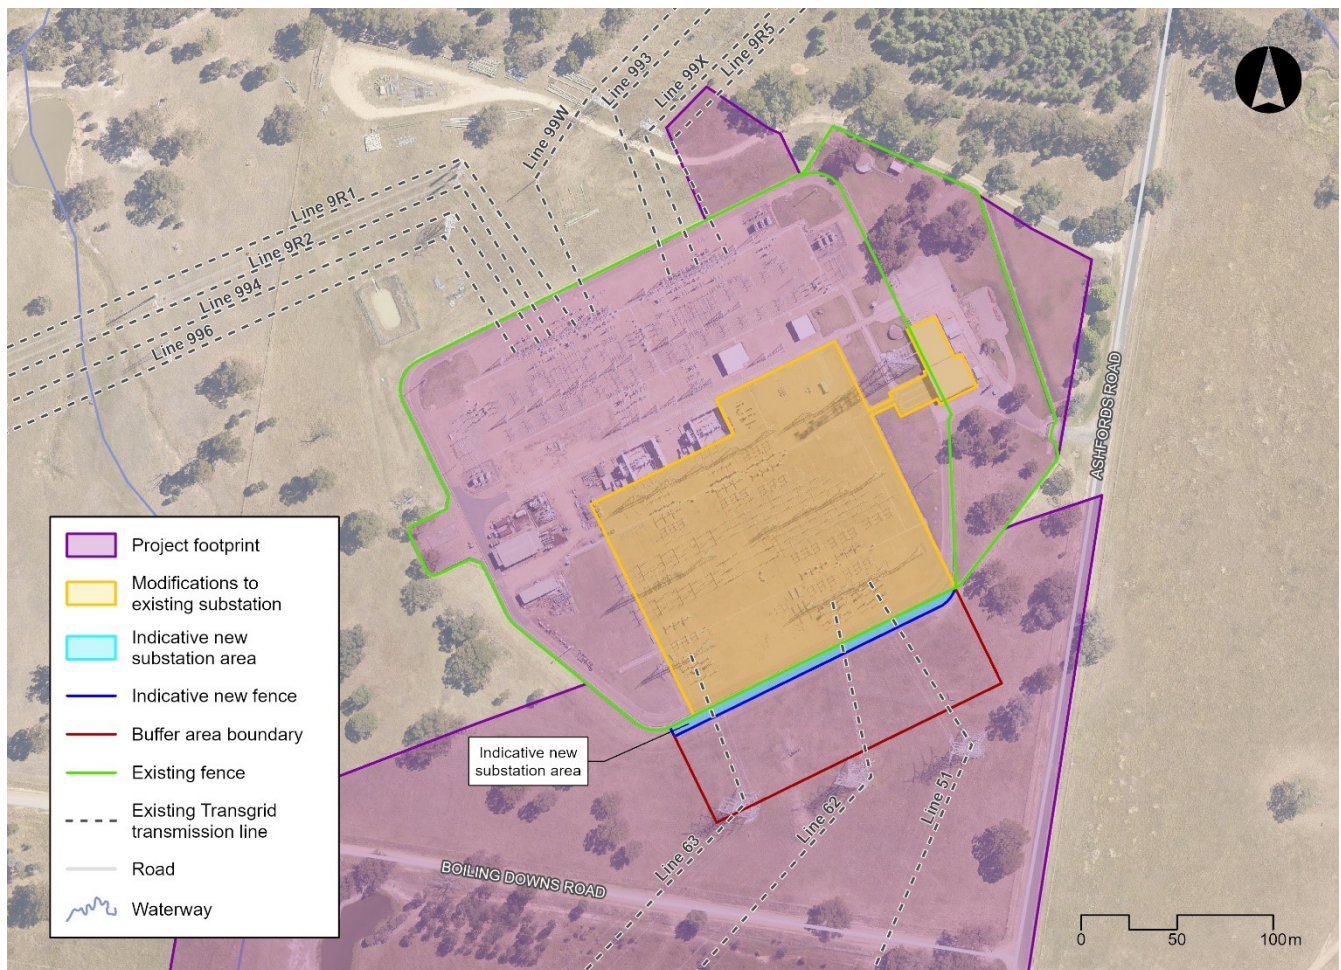 Line 993
Line 99X
Line 9R5
Line 99W
Line 9R1
Line 9R2
Line 994
Line 996
ASHFORDS ROAD
Project footprint
Modifications to
existing substation
Indicative new
substation area
Indicative new fence
Buffer area boundary
Existing fence
Existing Transgrid
transmission line
Road
Waterway
Indicative new
substation area
Line 63
Line 62
Line 51
BOILING DOWNS ROAD
0 50 100m